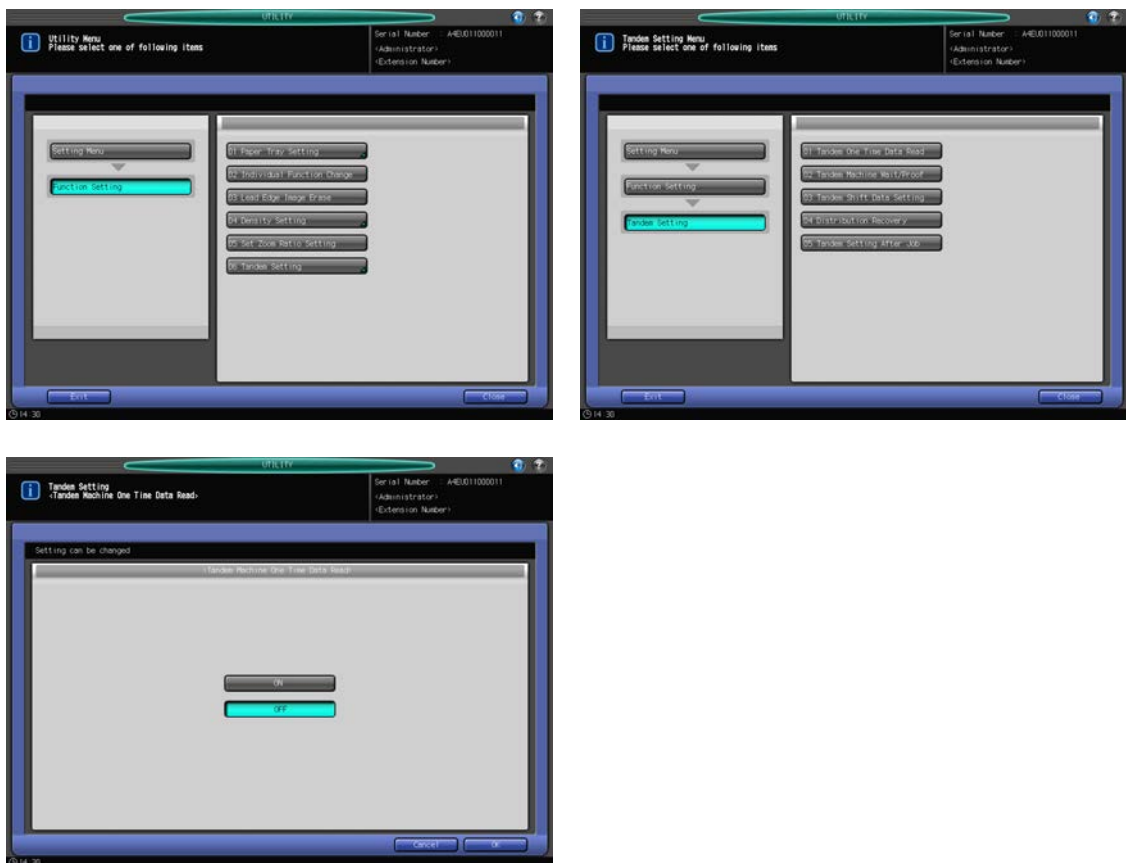 UTILITY
Utility Menu
Please select one of following items
Serial Number : A4EU011000011
<Administrator>
<Extension Number>
Setting Menu
Function Setting
01 Paper Tray Setting
02 Individual Function Change
03 Lead Edge Image Erase
04 Density Setting
05 Set Zoom Ratio Setting
06 Tandem Setting
Exit
Close
14:30
UTILITY
Tandem Setting Menu
Please select one of following items
Serial Number : A4EU011000011
<Administrator>
<Extension Number>
Setting Menu
Function Setting
Tandem Setting
01 Tandem One Time Data Read
02 Tandem Machine Wait/Proof
03 Tandem Shift Data Setting
04 Distribution Recovery
05 Tandem Setting After Job
Exit
Close
14:30
UTILITY
Tandem Setting
<Tandem Machine One Time Data Read>
Serial Number : A4EU011000011
<Administrator>
<Extension Number>
Setting can be changed
<Tandem Machine One Time Data Read>
ON
OFF
Cancel
OK
14:30